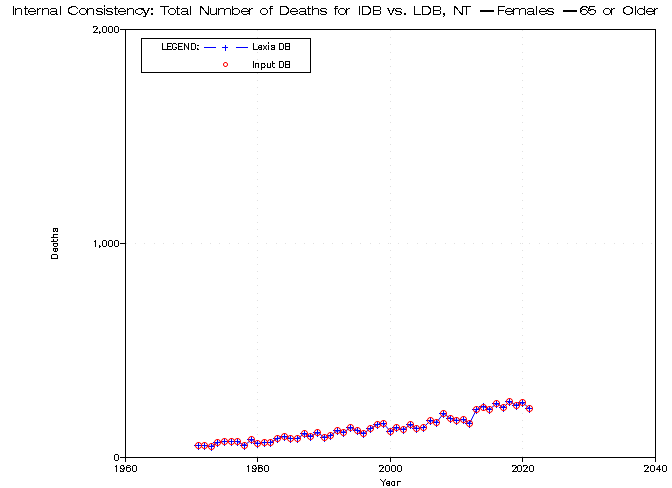 Internal Consistency: Total Number of Deaths for IDB vs. LDB, NT — Females — 65 or Older
2,000
LEGEND: Lexis DB
Input DB
Deaths
1,000
0
1960 1980 2000 2020 2040
Year